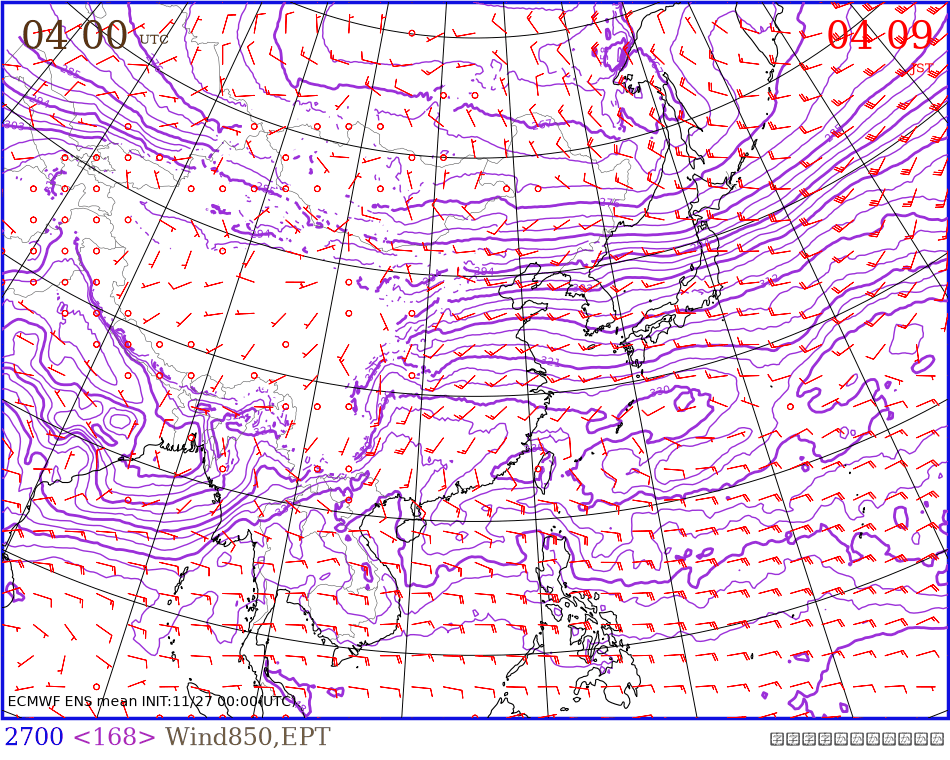 04 00 UTC 04 09
JST
ECMWF ENS mean INIT:11/27 00:00(UTC)
2700 <168> Wind850,EPT